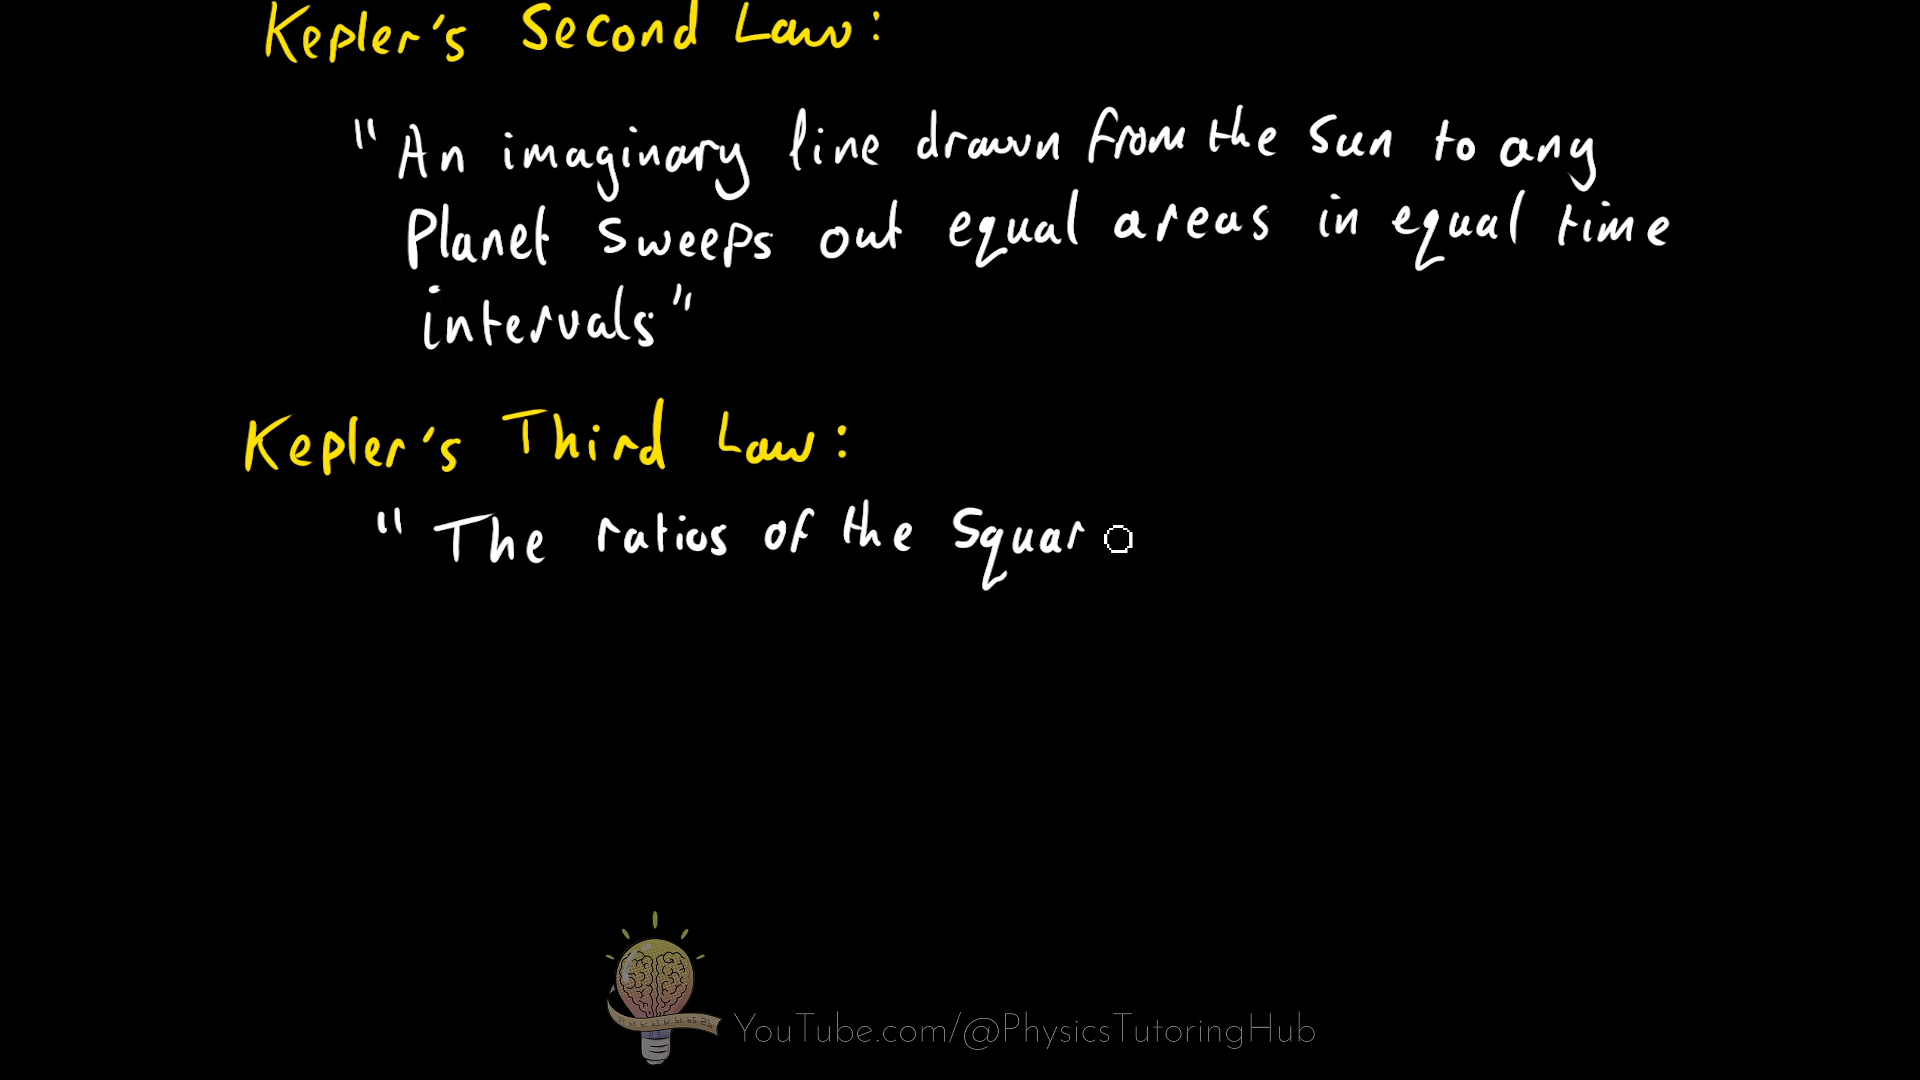 Kepler's Second Law:
"An imaginary line drawn from the Sun to any
Planet sweeps out equal areas in equal time
intervals"
Kepler's Third Law:
"The ratios of the Squar
YouTube.com/@PhysicsTutoringHub